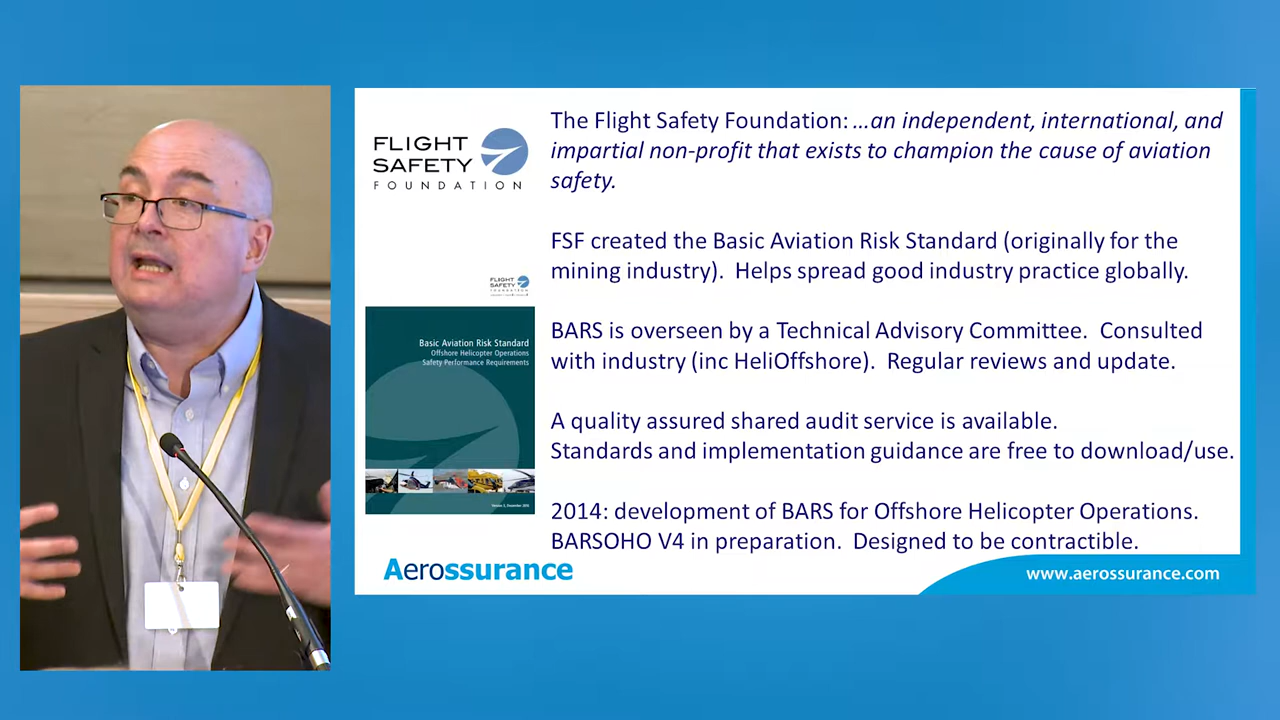 FLIGHT
SAFETY
FOUNDATION
The Flight Safety Foundation: …an independent, international, and
impartial non-profit that exists to champion the cause of aviation
safety.
FSF created the Basic Aviation Risk Standard (originally for the
mining industry).  Helps spread good industry practice globally.
FLIGHT
SAFETY
FOUNDATION
Basic Aviation Risk Standard
Offshore Helicopter Operations
Safety Performance Requirements
BARS is overseen by a Technical Advisory Committee.  Consulted
with industry (inc HeliOffshore).  Regular reviews and update.
A quality assured shared audit service is available.
Standards and implementation guidance are free to download/use.
2014: development of BARS for Offshore Helicopter Operations.
BARSOHO V4 in preparation.  Designed to be contractible.
Aerossurance
www.aerossurance.com